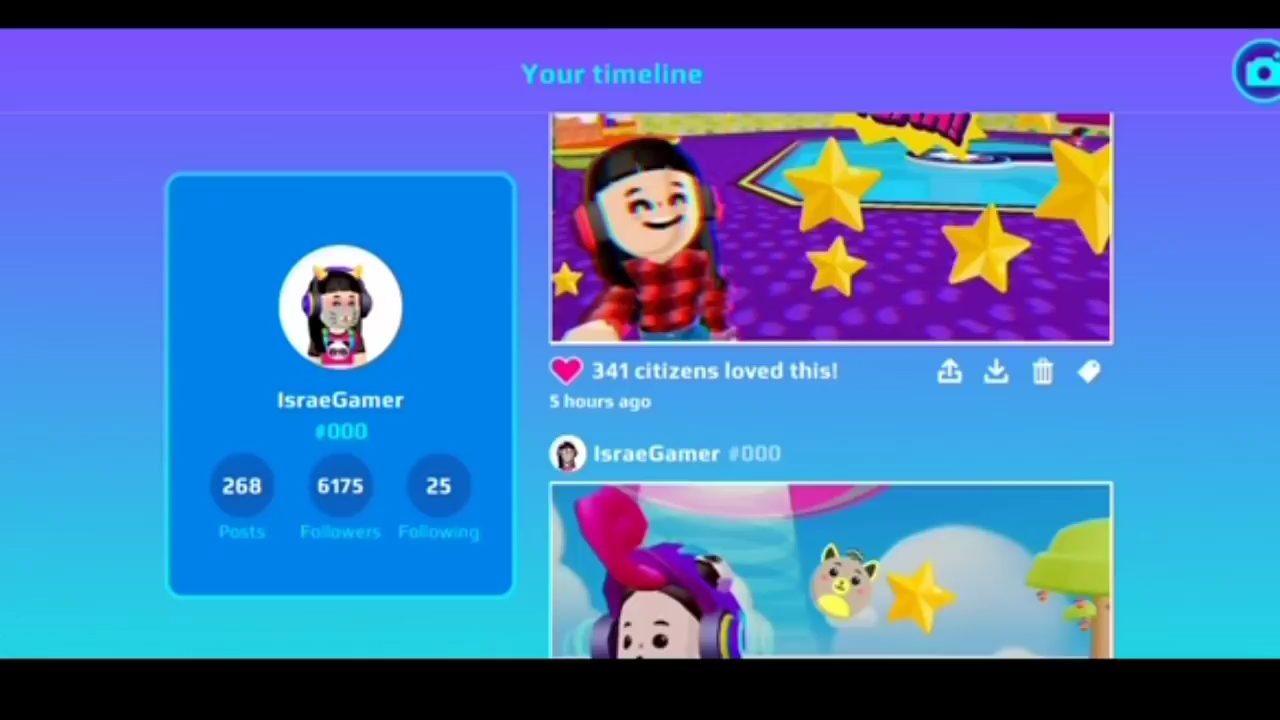 Your timeline
IsraeGamer
#000
268
6175
25
Posts
Followers
Following
341 citizens loved this!
5 hours ago
IsraeGamer #000